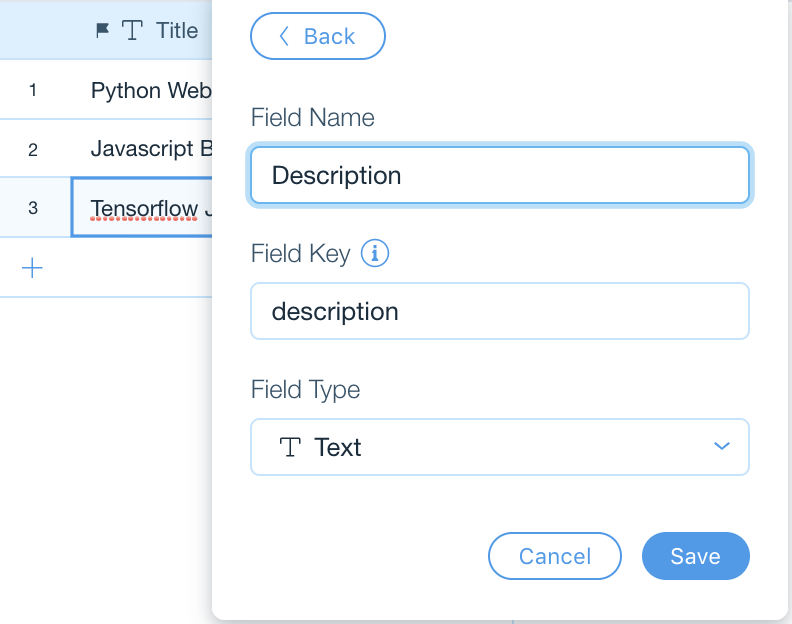 Title
1 Python Web
2 Javascript B
3 Tensorflow J
Back
Field Name
Description
Field Key
description
Field Type
Text
Cancel
Save